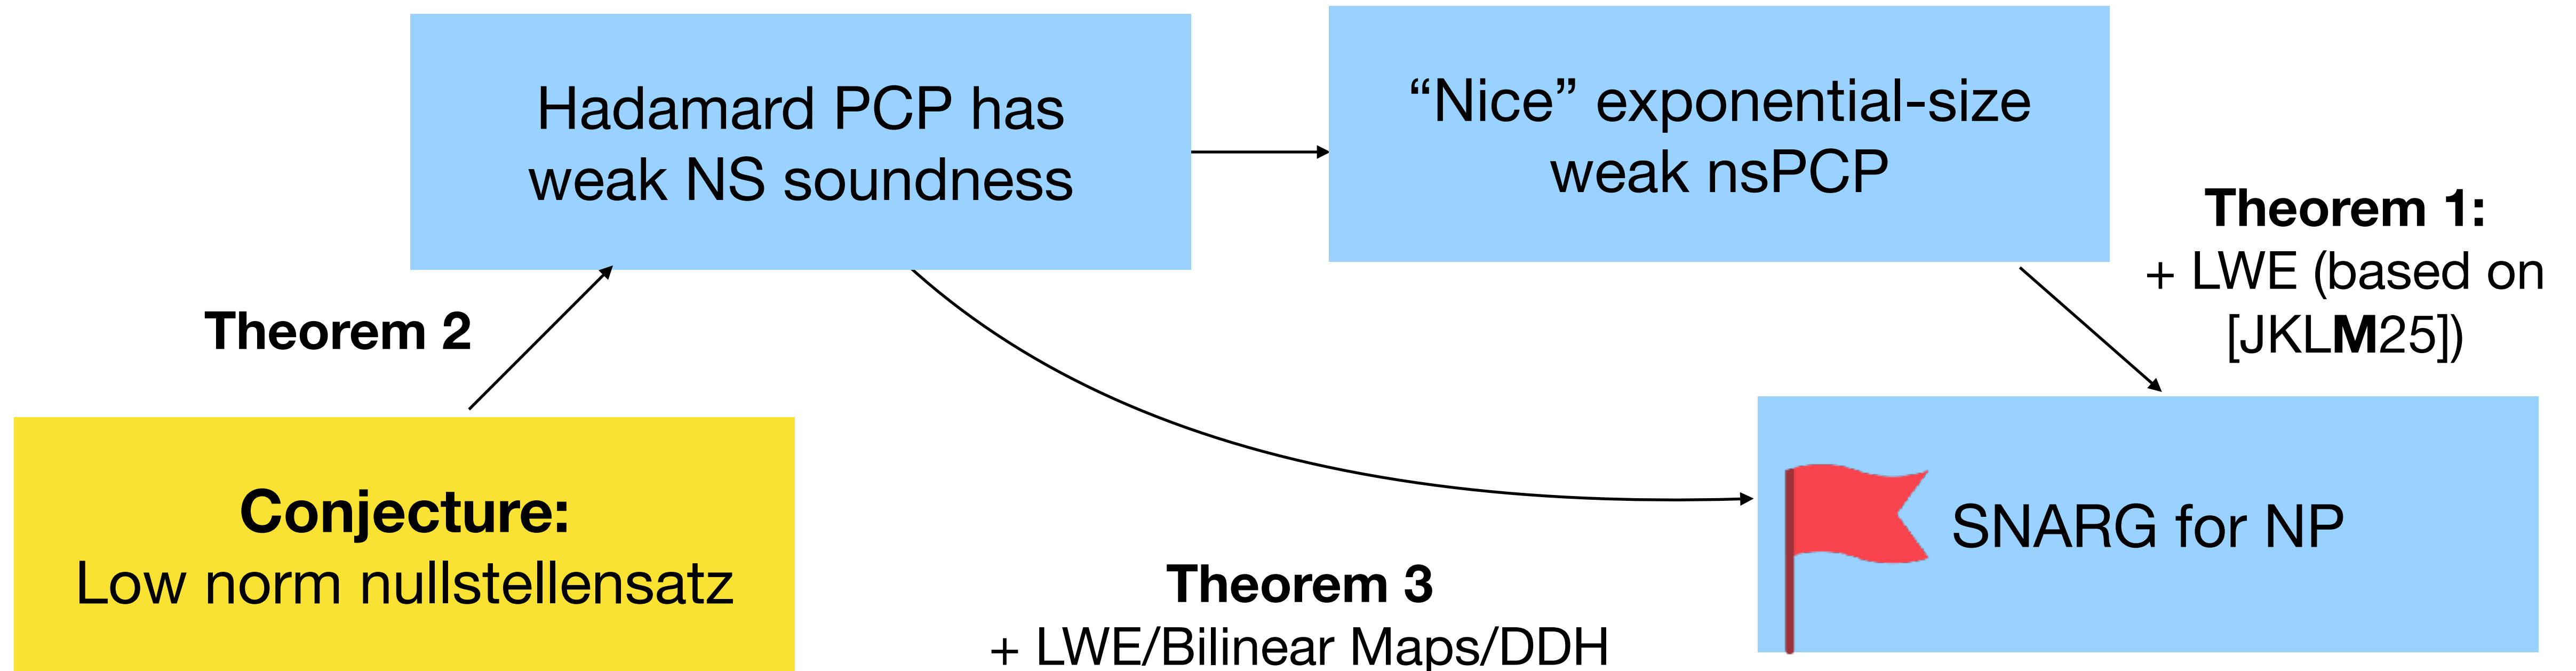 Hadamard PCP has
weak NS soundness
“Nice” exponential-size
weak nsPCP
Theorem 1:
+ LWE (based on
[JKLM25])
Theorem 2
Conjecture:
Low norm nullstellensatz
Theorem 3
+ LWE/Bilinear Maps/DDH
SNARG for NP